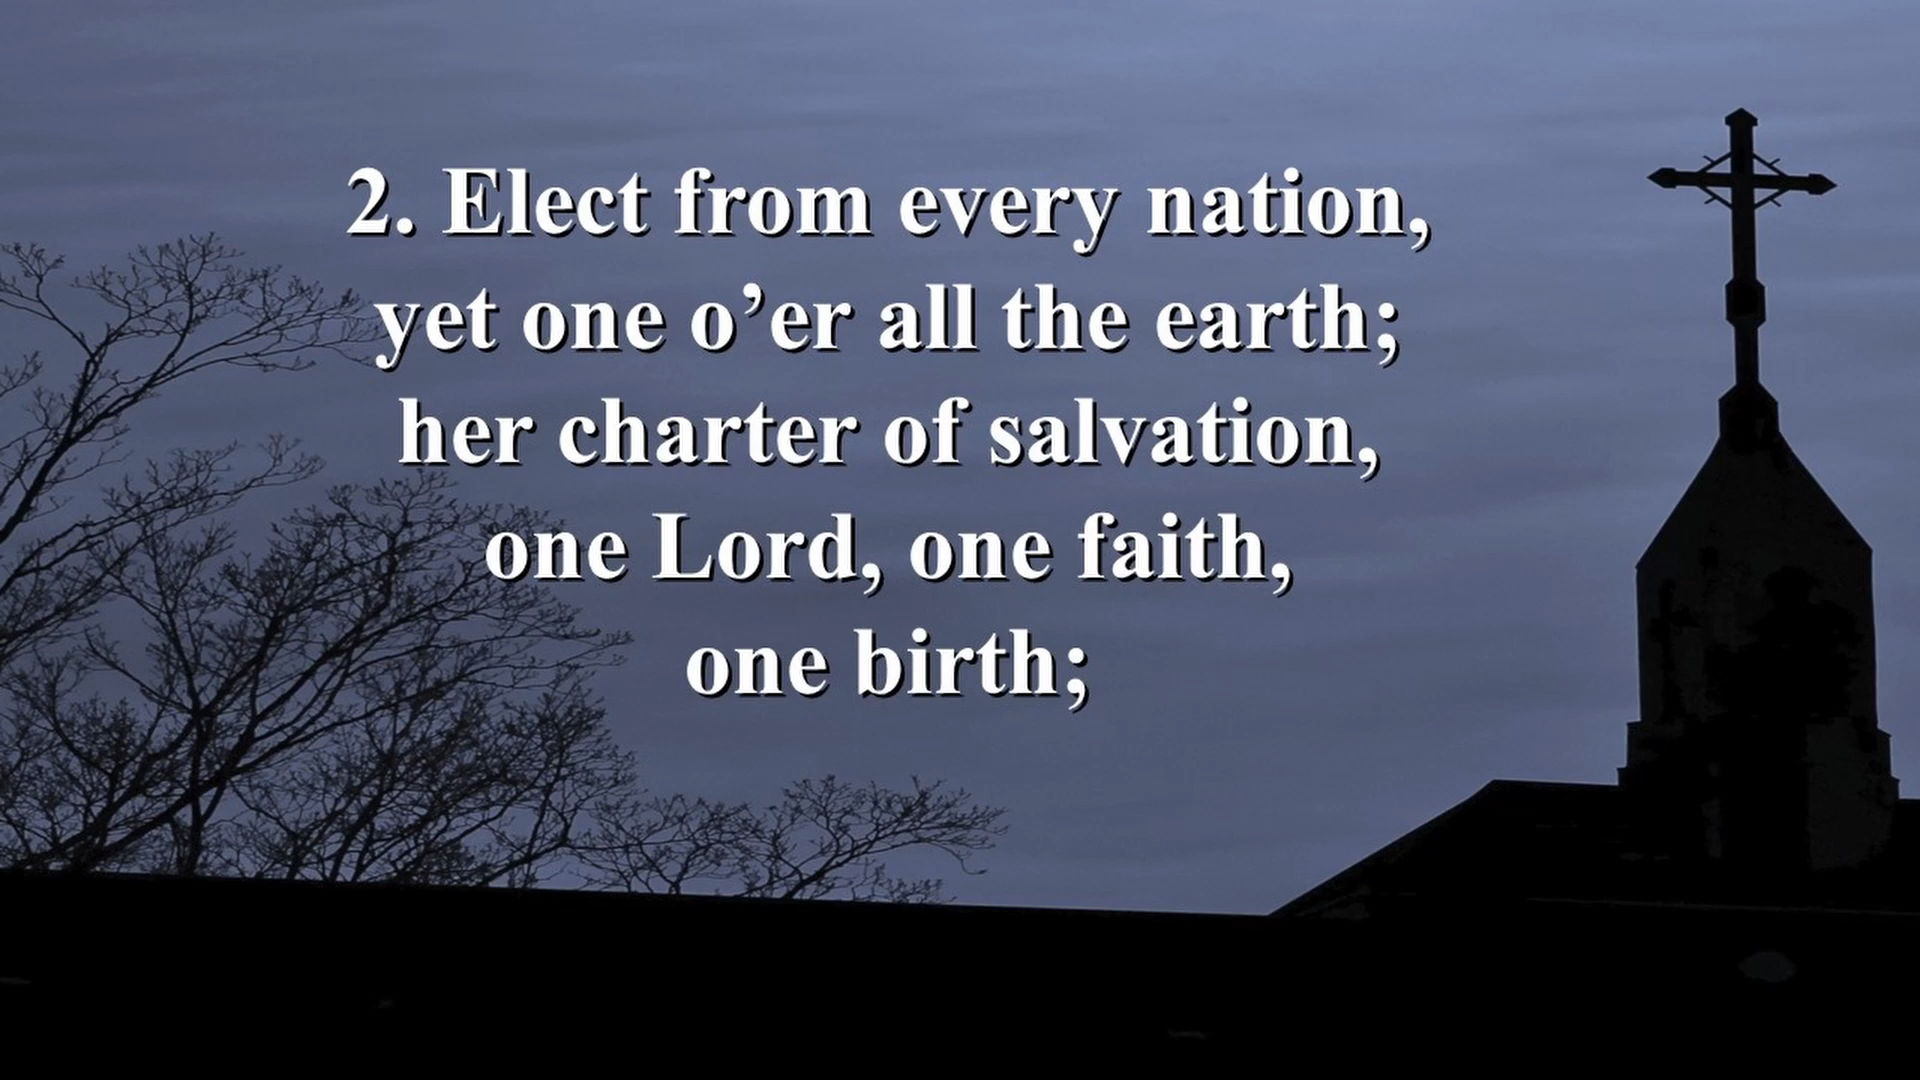 2. Elect from every nation,
yet one o’er all the earth;
her charter of salvation,
one Lord, one faith,
one birth;